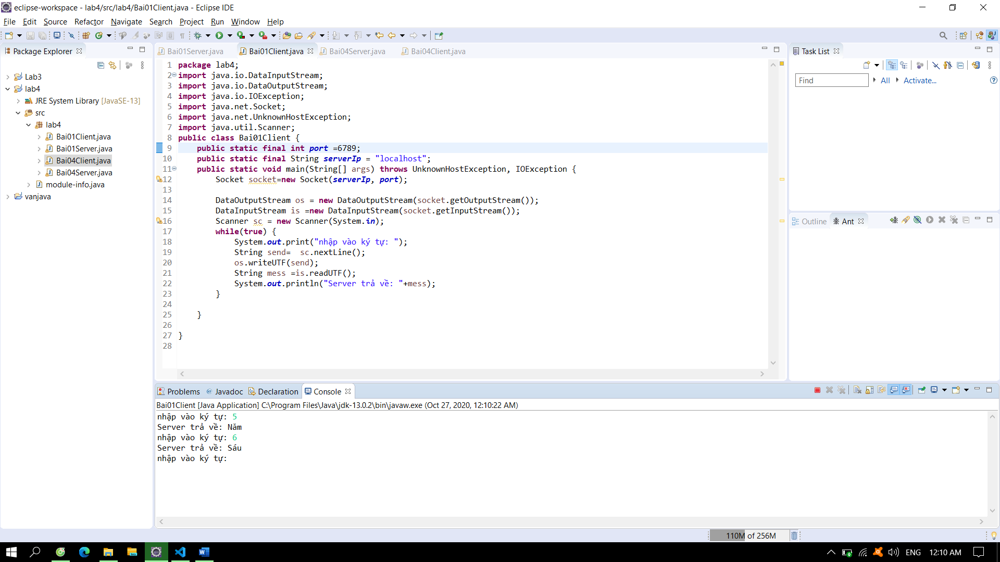 eclipse-workspace - lab4/src/lab4/Bai01Client.java - Eclipse IDE
File Edit Source Refactor Navigate Search Project Run Window Help
Package Explorer
Lab3
lab4
JRE System Library [JavaSE-13]
src
lab4
Bai01Client.java
Bai01Server.java
Bai04Client.java
Bai04Server.java
module-info.java
vanjava
Bai01Server.java Bai01Client.java Bai04Server.java Bai04Client.java
1 package lab4;
2 import java.io.DataInputStream;
3 import java.io.DataOutputStream;
4 import java.io.IOException;
5 import java.net.Socket;
6 import java.net.UnknownHostException;
7 import java.util.Scanner;
8 public class Bai01Client {
9 public static final int port =6789;
10 public static final String serverIp = "localhost";
11 public static void main(String[] args) throws UnknownHostException, IOException {
12 Socket socket=new Socket(serverIp, port);
13
14 DataOutputStream os = new DataOutputStream(socket.getOutputStream());
15 DataInputStream is =new DataInputStream(socket.getInputStream());
16 Scanner sc = new Scanner(System.in);
17 while(true) {
18 System.out.print("nhập vào ký tự: ");
19 String send=  sc.nextLine();
20 os.writeUTF(send);
21 String mess =is.readUTF();
22 System.out.println("Server trả về: "+mess);
23 }
24
25 }
26
27 }
28
Task List
Find All Activate...
Outline Ant
Problems Javadoc Declaration Console
Bai01Client [Java Application] C:\Program Files\Java\jdk-13.0.2\bin\javaw.exe (Oct 27, 2020, 12:10:22 AM)
nhập vào ký tự: 5
Server trả về: Năm
nhập vào ký tự: 6
Server trả về: Sáu
nhập vào ký tự:
110M of 256M
ENG 12:10 AM